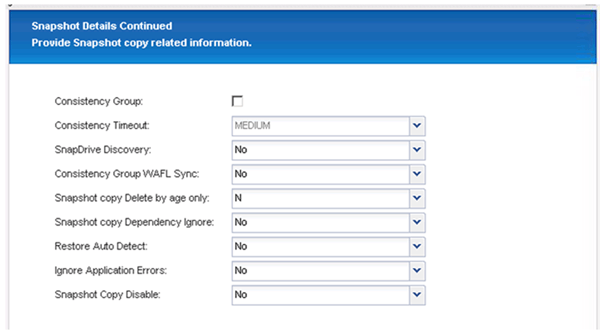 Snapshot Details Continued
Provide Snapshot copy related information.
Consistency Group:
Consistency Timeout: MEDIUM
SnapDrive Discovery: No
Consistency Group WAFL Sync: No
Snapshot copy Delete by age only: N
Snapshot copy Dependency Ignore: No
Restore Auto Detect: No
Ignore Application Errors: No
Snapshot Copy Disable: No